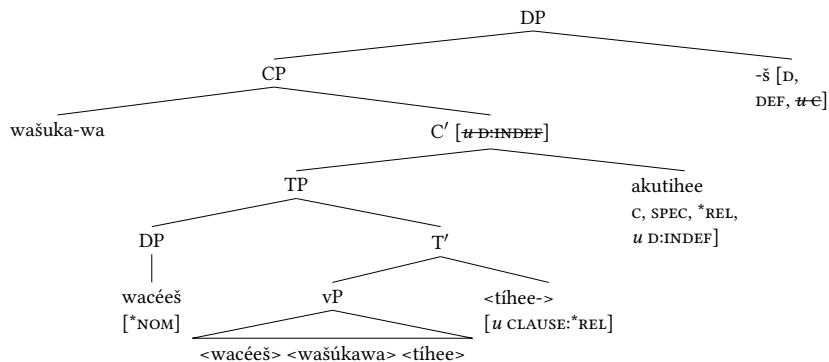 DP
CP
-š [D,
DEF, u C]
wašuka-wa
C′ [u D:INDEF]
TP
akutihee
C, SPEC, *REL,
u D:INDEF]
DP
T′
wacéeš
[*NOM]
vP
<tíhee->
[u CLAUSE:*REL]
<wacéeš> <wašúkawa> <tíhee>